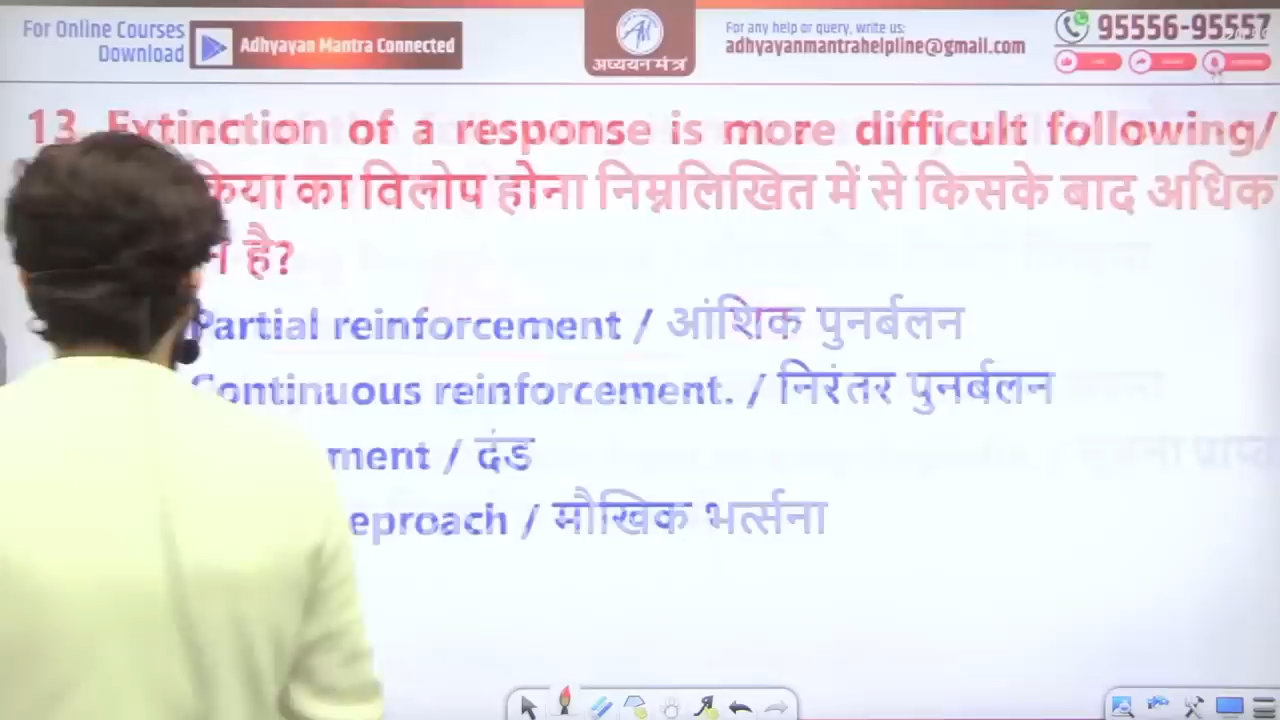 For Online Courses
Download
Adhyayan Mantra Connected
अध्ययन मंत्र
For any help or query, write us:
adhyayanmantrahelpline@gmail.com
95556-95557
13 Extinction of a response is more difficult following/
का विलोप होना निम्नलिखित में से किसके बाद अधिक
है?
Partial reinforcement / आंशिक पुनर्बलन
Continuous reinforcement. / निरंतर पुनर्बलन
ment / दंड
eproach / मौखिक भर्त्सना